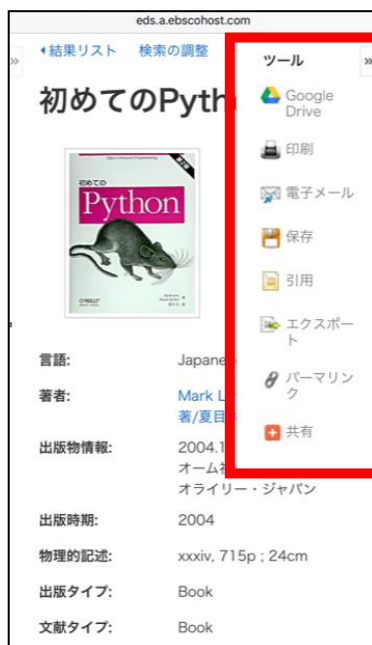 eds.a.ebscohost.com
結果リスト 検索の調整
初めてのPyth
初めての
Python
O'REILLY
言語: Japane
著者: Mark L
著/夏目
出版物情報: 2004.1
オーム社
オライリー・ジャパン
出版時期: 2004
物理的記述: xxxiv, 715p ; 24cm
出版タイプ: Book
文献タイプ: Book
ツール
Google
Drive
印刷
電子メール
保存
引用
エクスポー
ト
パーマリン
ク
共有